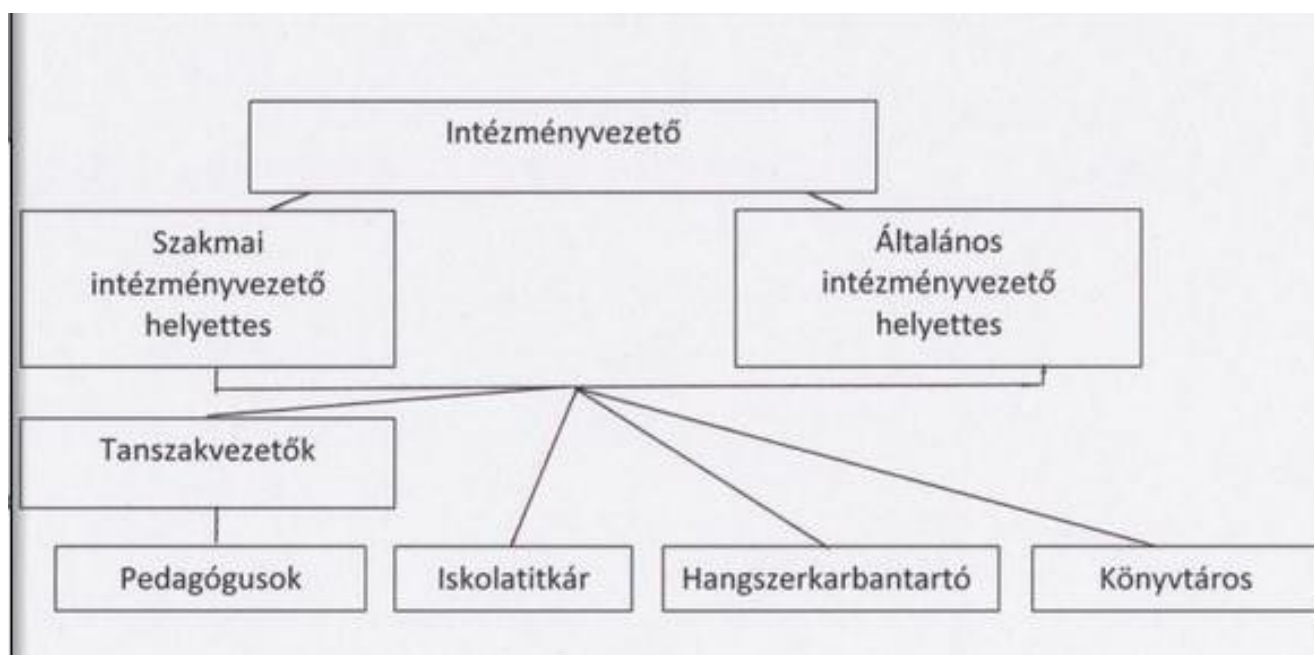 Intézményvezető
Szakmai
intézményvezető
helyettes
Általános
intézményvezető
helyettes
Tanszakvezetők
Pedagógusok
Iskolatitkár
Hangszerkarbantartó
Könyvtáros